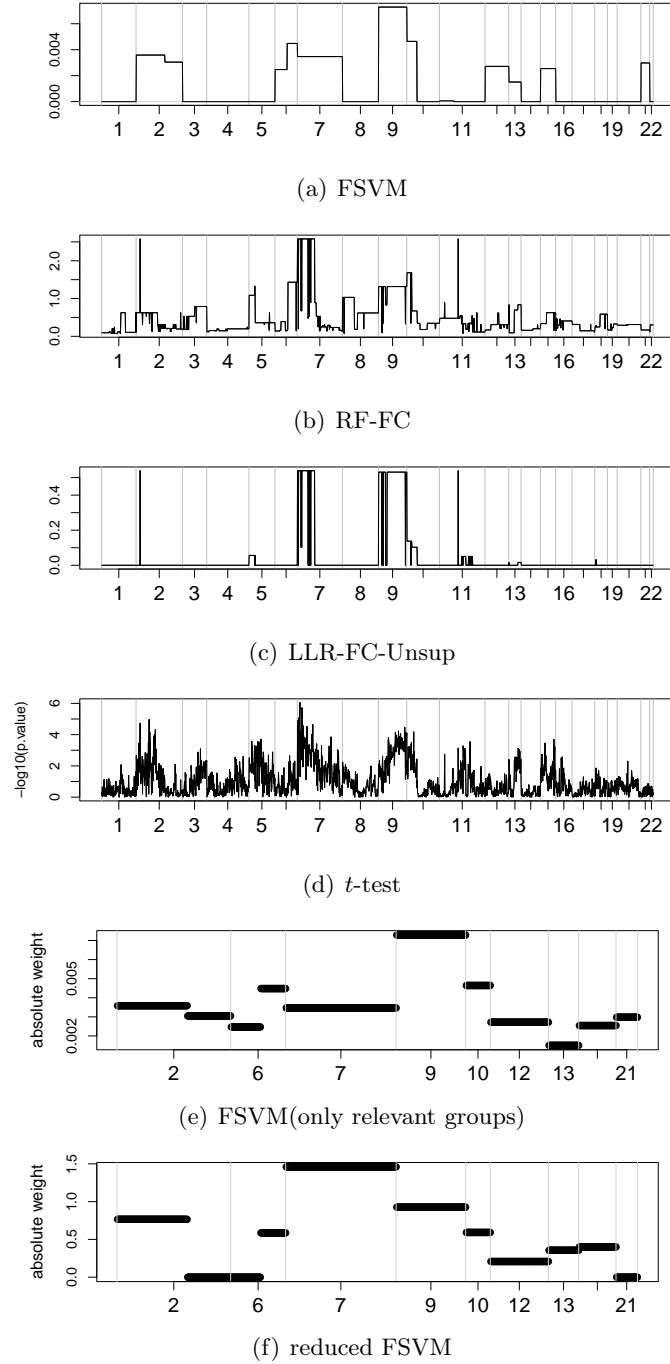 0.004
0.000
1 2 3 4 5 7 9 11 13 16 19 22
(a) FSVM
2.0
1.0
0.0
1 2 3 4 5 7 8 9 11 13 16 19 22
(b) RF-FC
0.4
0.2
0.0
1 2 3 4 5 7 8 9 11 13 16 19 22
(c) LLR-FC-Unsup
−log10(p.value)
6
4
2
0
1 2 3 4 5 7 8 9 11 13 16 19 22
(d) t-test
absolute weight
0.005
0.002
2 6 7 9 10 12 13 21
(e) FSVM(only relevant groups)
absolute weight
1.5
1.0
0.5
0.0
2 6 7 9 10 12 13 21
(f) reduced FSVM